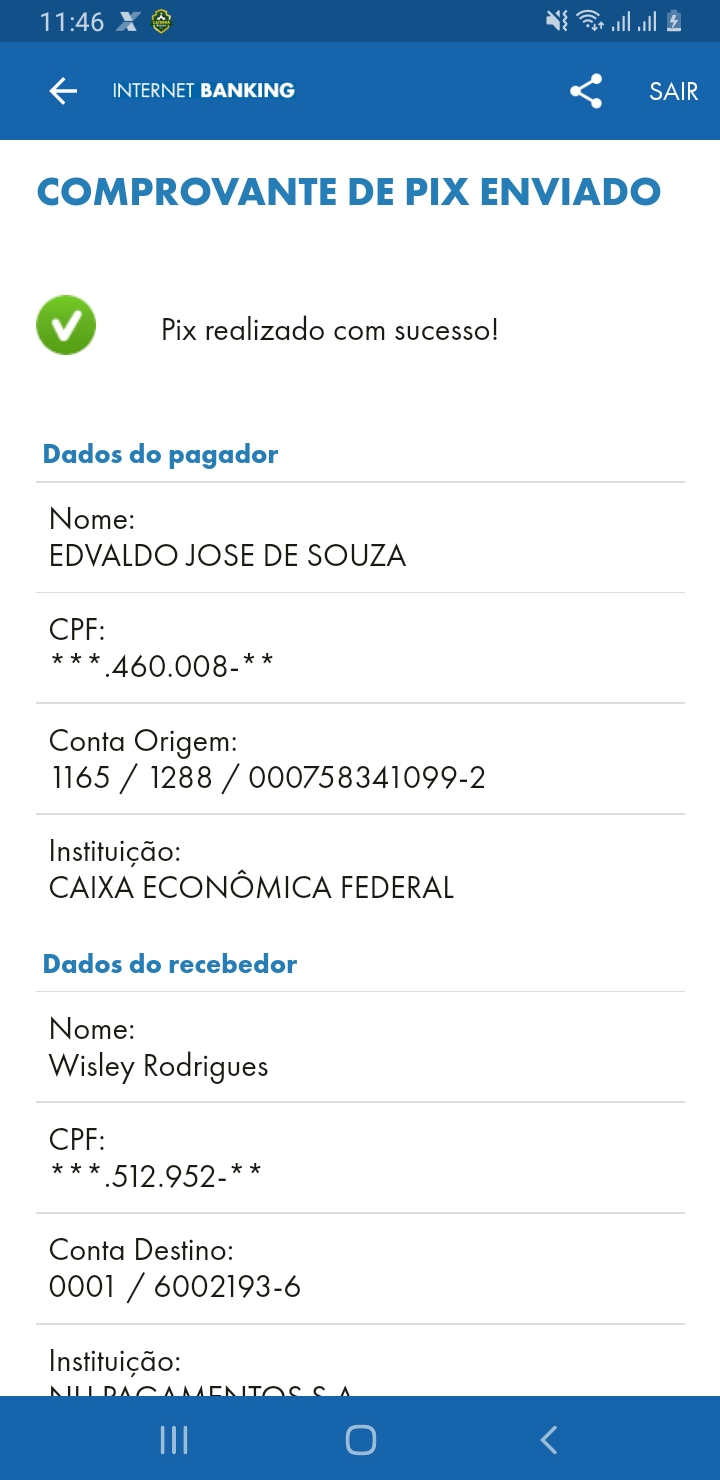 11:46
INTERNET BANKING
SAIR
COMPROVANTE DE PIX ENVIADO
Pix realizado com sucesso!
Dados do pagador
Nome:
EDVALDO JOSE DE SOUZA
CPF:
***.460.008-**
Conta Origem:
1165 / 1288 / 000758341099-2
Instituição:
CAIXA ECONÔMICA FEDERAL
Dados do recebedor
Nome:
Wisley Rodrigues
CPF:
***.512.952-**
Conta Destino:
0001 / 6002193-6
Instituição:
NU PAGAMENTOS S.A.